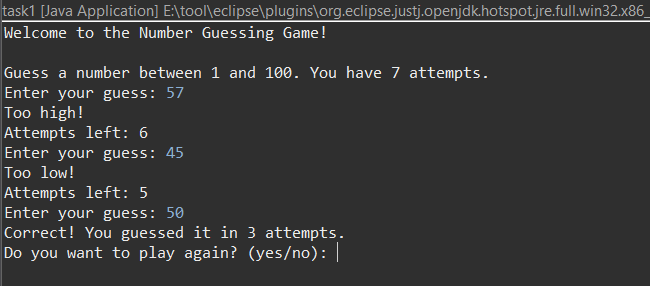 task1 [Java Application] E:\tool\eclipse\plugins\org.eclipse.justj.openjdk.hotspot.jre.full.win32.x86_
Welcome to the Number Guessing Game!
Guess a number between 1 and 100. You have 7 attempts.
Enter your guess: 57
Too high!
Attempts left: 6
Enter your guess: 45
Too low!
Attempts left: 5
Enter your guess: 50
Correct! You guessed it in 3 attempts.
Do you want to play again? (yes/no):